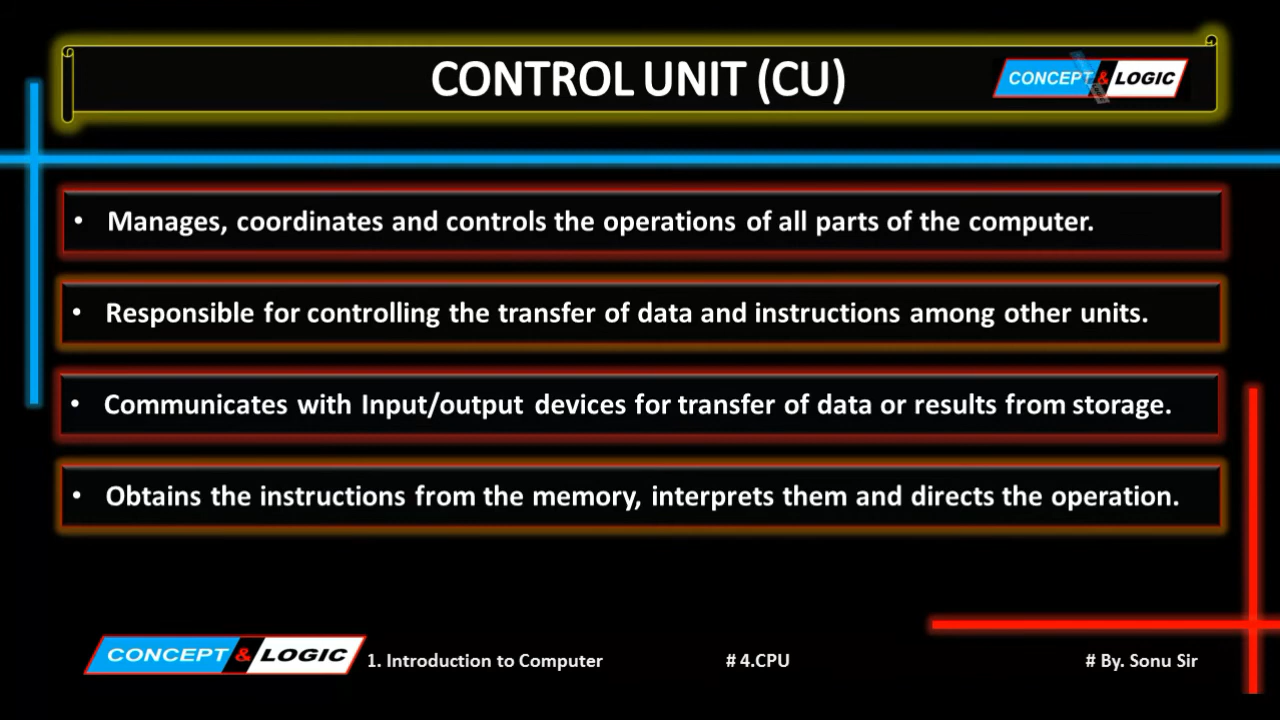 CONTROL UNIT (CU)
CONCEPT & LOGIC
• Manages, coordinates and controls the operations of all parts of the computer.
• Responsible for controlling the transfer of data and instructions among other units.
• Communicates with Input/output devices for transfer of data or results from storage.
• Obtains the instructions from the memory, interprets them and directs the operation.
CONCEPT & LOGIC
1. Introduction to Computer
# 4.CPU
# By. Sonu Sir